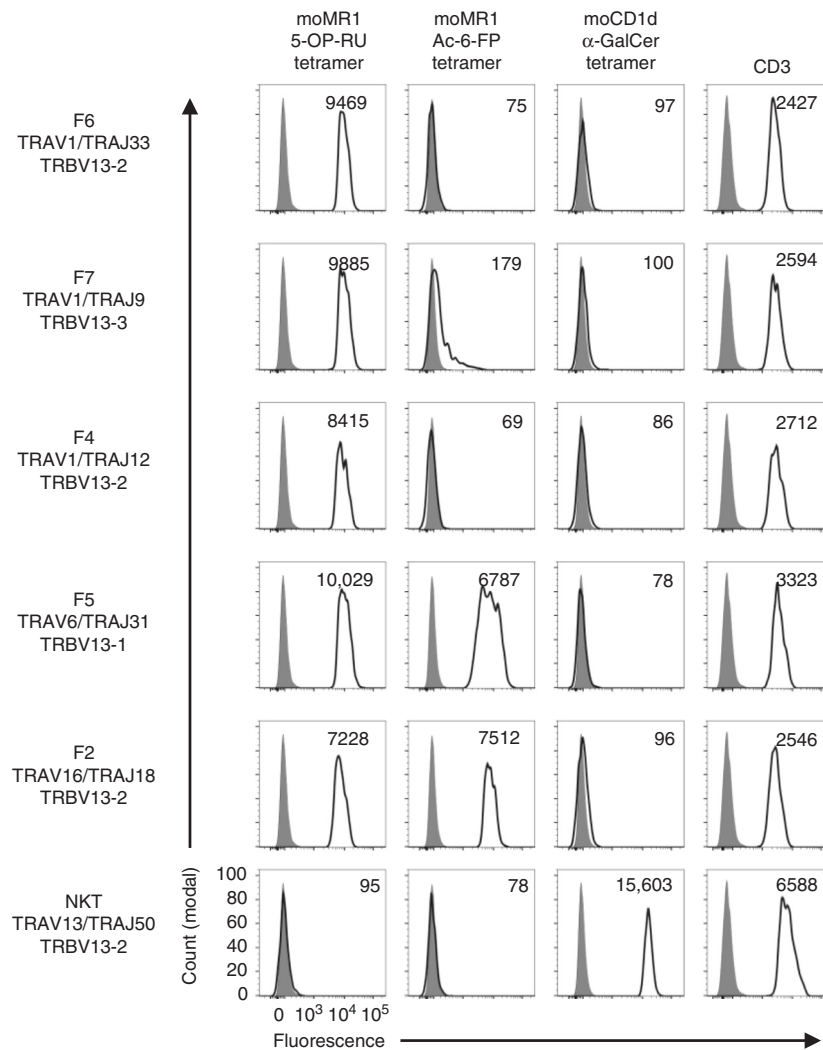 moMR1
5-OP-RU
tetramer
moMR1
Ac-6-FP
tetramer
moCD1d
α-GalCer
tetramer
CD3
F6
TRAV1/TRAJ33
TRBV13-2
9469
75
97
2427
F7
TRAV1/TRAJ9
TRBV13-3
9885
179
100
2594
F4
TRAV1/TRAJ12
TRBV13-2
8415
69
86
2712
F5
TRAV6/TRAJ31
TRBV13-1
10,029
6787
78
3323
F2
TRAV16/TRAJ18
TRBV13-2
7228
7512
96
2546
NKT
TRAV13/TRAJ50
TRBV13-2
95
78
15,603
6588
Count (modal)
100
80
60
40
20
0
0 10³ 10⁴ 10⁵
Fluorescence